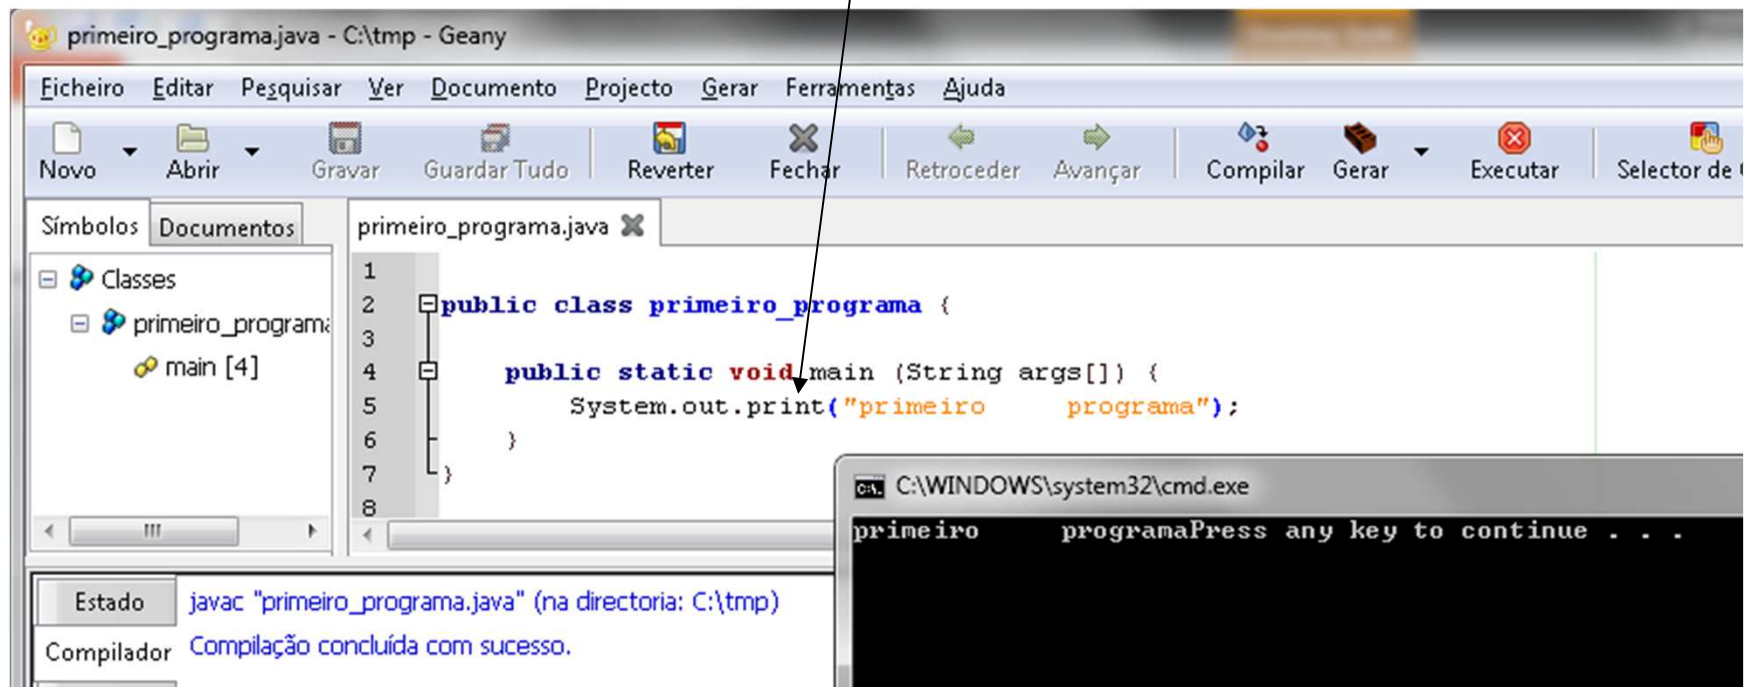 primeiro_programa.java - C:\tmp - Geany
Ficheiro Editar Pesquisar Ver Documento Projecto Gerar Ferramentas Ajuda
Novo Abrir Gravar Guardar Tudo Reverter Fechar Retroceder Avançar Compilar Gerar Executar Selector de
Símbolos Documentos primeiro_programa.java
Classes
primeiro_programa
main [4]
1
2 public class primeiro_programa {
3
4 public static void main (String args[]) {
5 System.out.print("primeiro     programa");
6 }
7 }
8
C:\WINDOWS\system32\cmd.exe
primeiro     programaPress any key to continue . . .
Estado
Compilador
javac "primeiro_programa.java" (na directoria: C:\tmp)
Compilação concluída com sucesso.